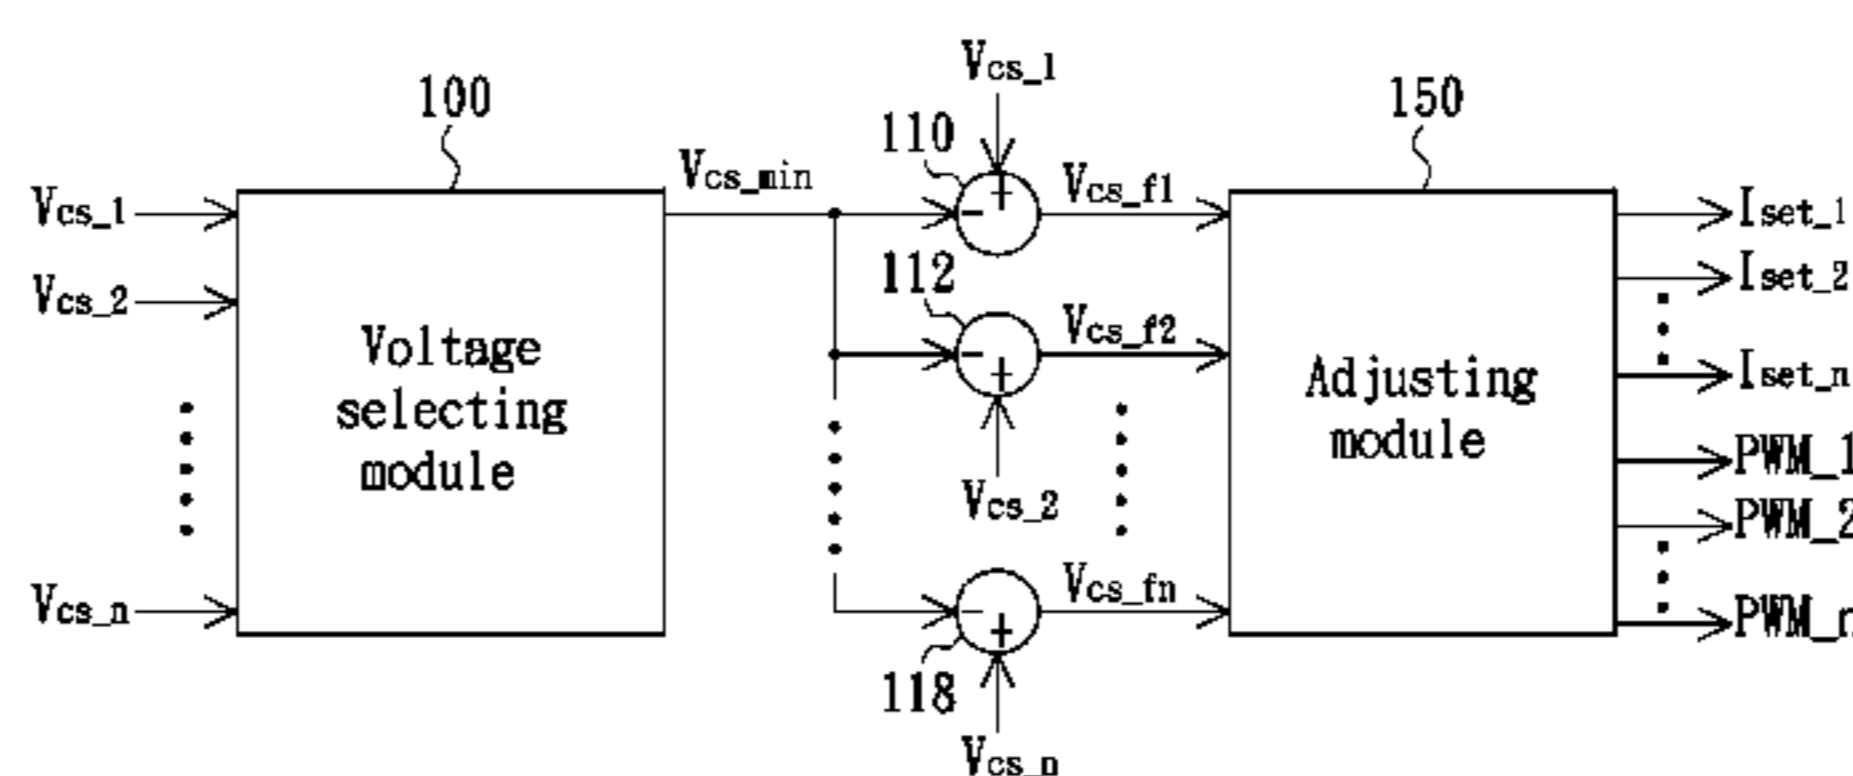 Vcs_1
100
150
110
Vcs_min
Vcs_f1
Vcs_1
Iset_1
-
+
112
Iset_2
Vcs_2
Vcs_f2
-
+
Voltage
selecting
module
Adjusting
module
Iset_n
PWM_1
Vcs_2
PWM_2
Vcs_n
-
+
Vcs_fn
PWM_n
118
Vcs_n